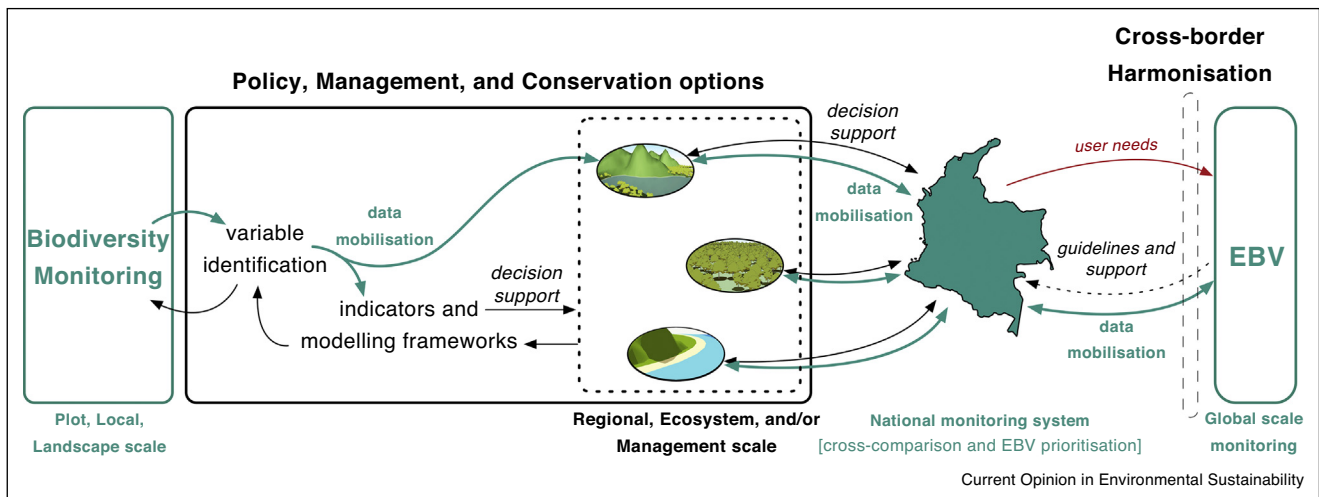 Cross-border
Harmonisation
Policy, Management, and Conservation options
decision
support
user needs
data
mobilisation
data
mobilisation
Biodiversity
Monitoring
variable
identification
decision
support
guidelines and
support
EBV
indicators and
modelling frameworks
data
mobilisation
Plot, Local,
Landscape scale
Regional, Ecosystem, and/or
Management scale
National monitoring system
[cross-comparison and EBV prioritisation]
Global scale
monitoring
Current Opinion in Environmental Sustainability